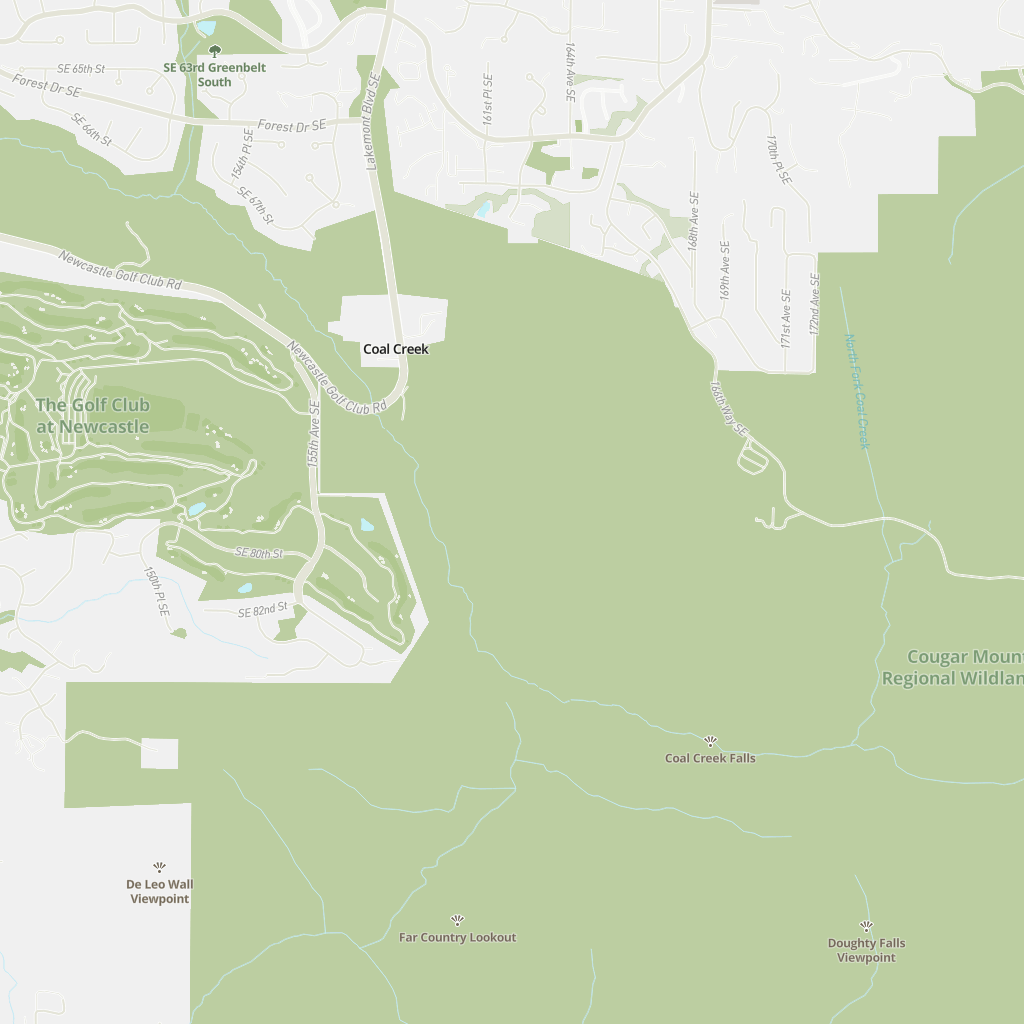 SE 63rd Greenbelt
South
SE 65th St
Forest Dr SE
SE 66th St
Forest Dr SE
154th Pl SE
SE 67th St
Lakemont Blvd SE
161st Pl SE
164th Ave SE
170th Pl SE
168th Ave SE
169th Ave SE
171st Ave SE
172nd Ave SE
Newcastle Golf Club Rd
Coal Creek
Newcastle Golf Club Rd
North Fork Coal Creek
166th Way SE
The Golf Club
at Newcastle
155th Ave SE
SE 80th St
150th Pl SE
SE 82nd St
Cougar Mount
Regional Wildlan
Coal Creek Falls
De Leo Wall
Viewpoint
Far Country Lookout
Doughty Falls
Viewpoint